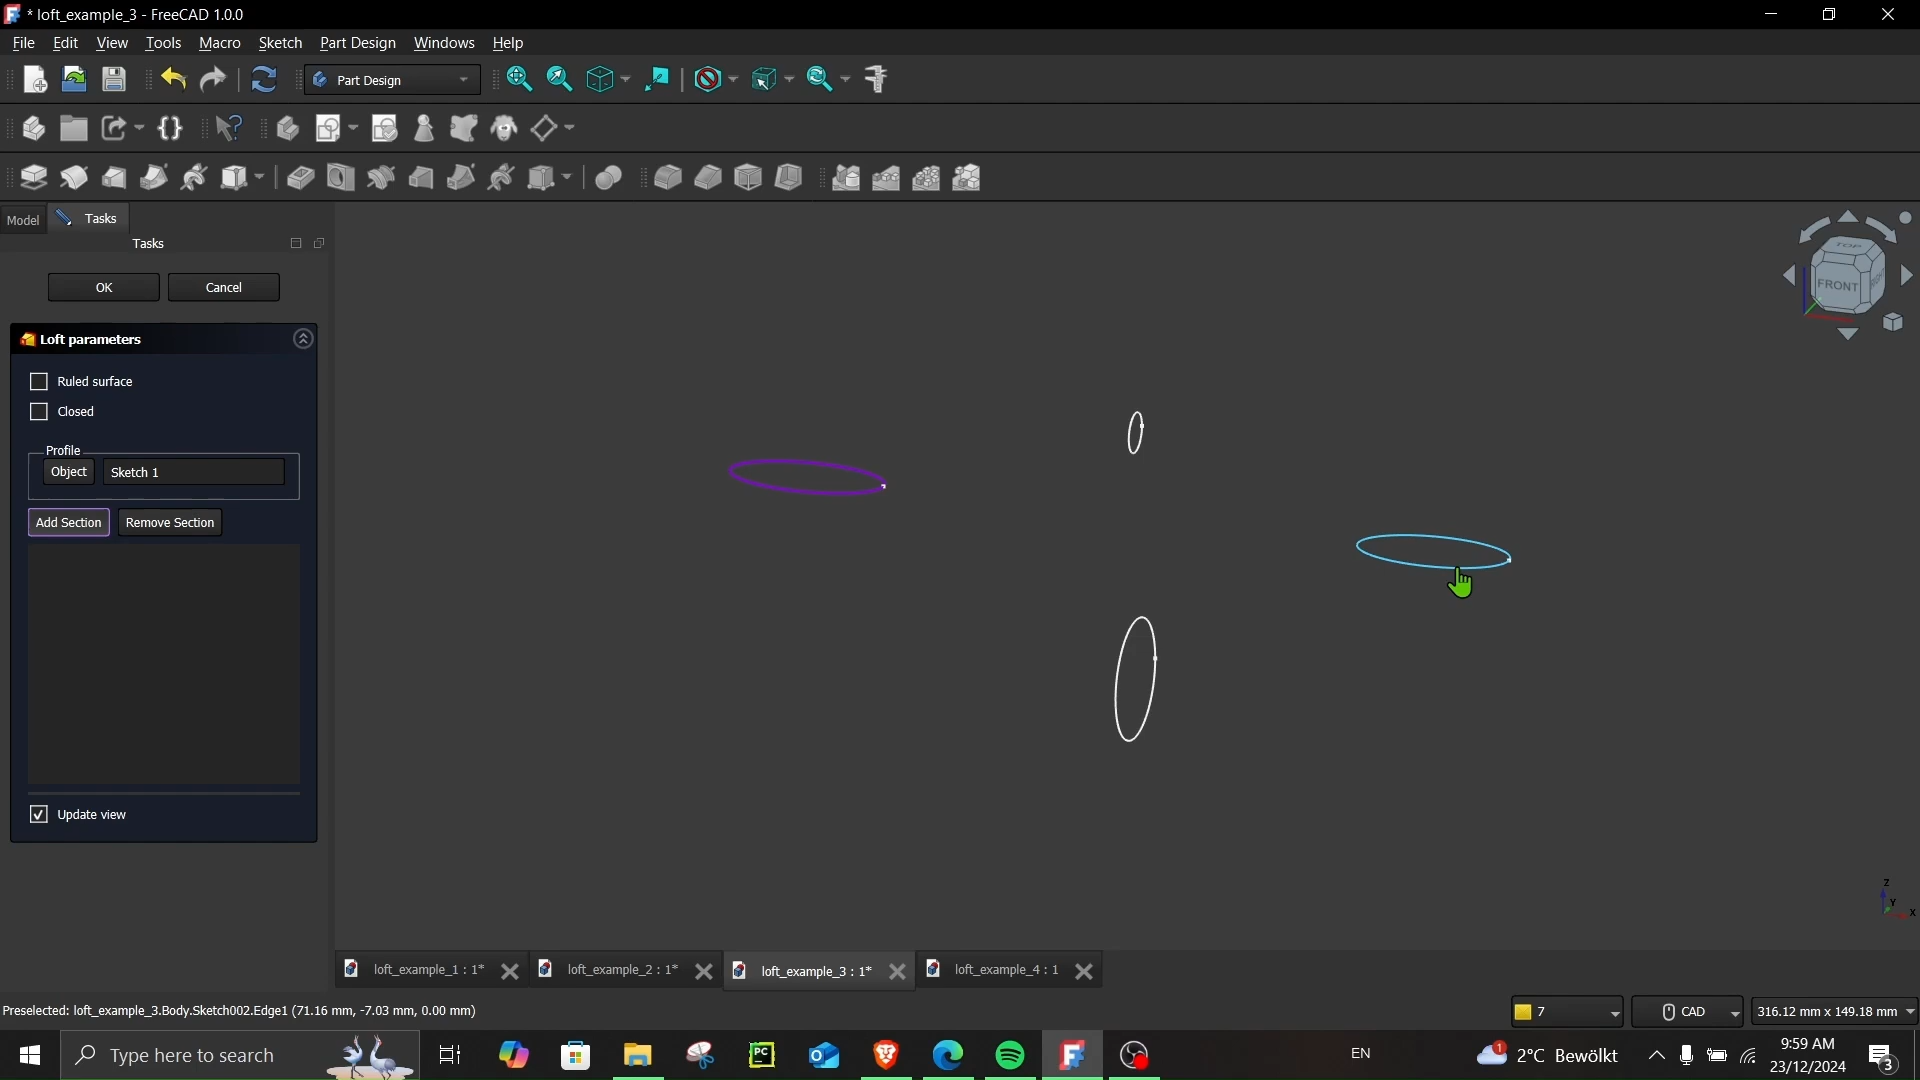 * loft_example_3 - FreeCAD 1.0.0
File Edit View Tools Macro Sketch Part Design Windows Help
Part Design
Model Tasks
Tasks
OK Cancel
Loft parameters
Ruled surface
Closed
Profile
Object Sketch 1
Add Section Remove Section
Update view
TOP
FRONT
RIGHT
Z
Y
X
loft_example_1 : 1* loft_example_2 : 1* loft_example_3 : 1* loft_example_4 : 1
Preselected: loft_example_3.Body.Sketch002.Edge1 (71.16 mm, -7.03 mm, 0.00 mm) 7 CAD 316.12 mm x 149.18 mm
Type here to search PC EN 1 2°C Bewölkt 9:59 AM
23/12/2024 3